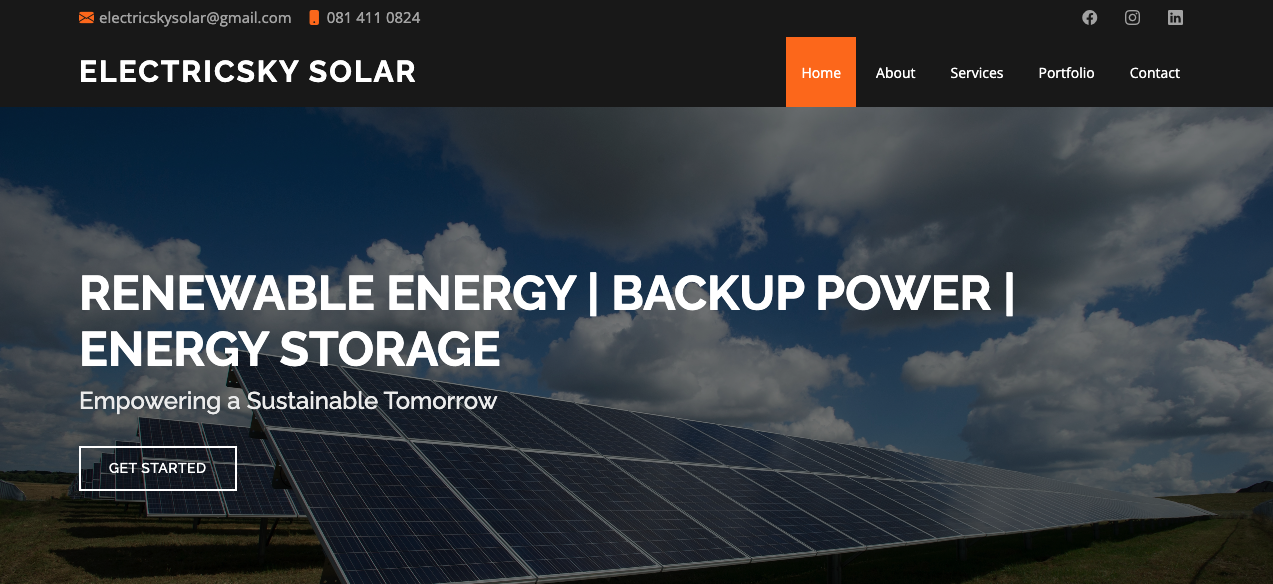 electricskysolar@gmail.com 081 411 0824
ELECTRICSKY SOLAR
Home About Services Portfolio Contact
RENEWABLE ENERGY | BACKUP POWER |
ENERGY STORAGE
Empowering a Sustainable Tomorrow
GET STARTED